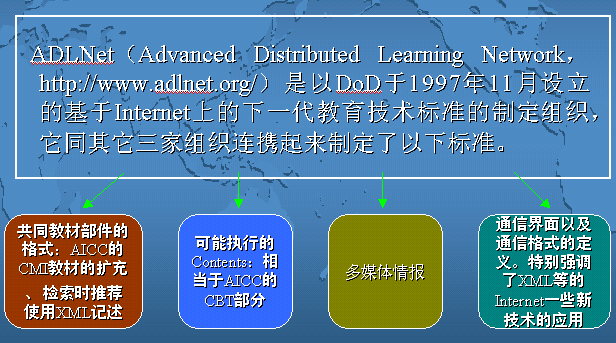 ADLNet（Advanced Distributed Learning Network，
http://www.adlnet.org/）是以DoD于1997年11月设立
的基于Internet上的下一代教育技术标准的制定组织，
它同其它三家组织连携起来制定了以下标准。
共同教材部件的
格式：AICC的
CMI教材的扩充
、检索时推荐
使用XML记述
可能执行的
Contents：相
当于AICC的
CBT部分
多媒体情报
通信界面以及
通信格式的定
义。特别强调
了XML等的
Internet一些新
技术的应用